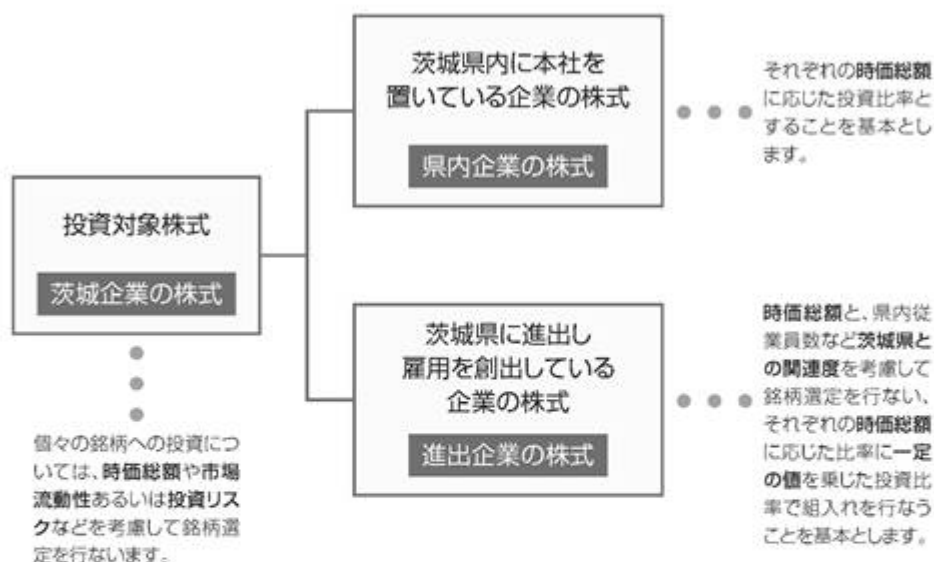 投資対象株式
茨城企業の株式
個々の銘柄への投資につ
いては、時価総額や市場
流動性あるいは投資リス
クなどを考慮して銘柄選
定を行ないます。
茨城県内に本社を
置いている企業の株式
県内企業の株式
それぞれの時価総額
に応じた投資比率と
することを基本とし
ます。
茨城県に進出し
雇用を創出している
企業の株式
進出企業の株式
時価総額と、県内従
業員数など茨城県と
の関連度を考慮して
銘柄選定を行ない、
それぞれの時価総額
に応じた比率に一定
の値を乗じた投資比
率で組入れを行なう
ことを基本とします。